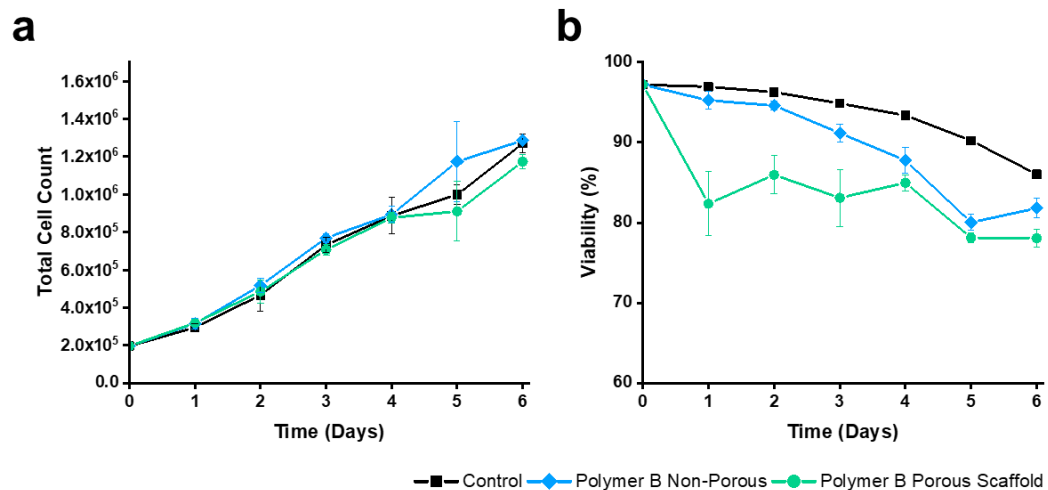 a
b
Total Cell Count
1.6x10⁶
1.4x10⁶
1.2x10⁶
1.0x10⁶
8.0x10⁵
6.0x10⁵
4.0x10⁵
2.0x10⁵
0.0
0 1 2 3 4 5 6
Time (Days)
Viability (%)
100
90
80
70
60
0 1 2 3 4 5 6
Time (Days)
Control Polymer B Non-Porous Polymer B Porous Scaffold